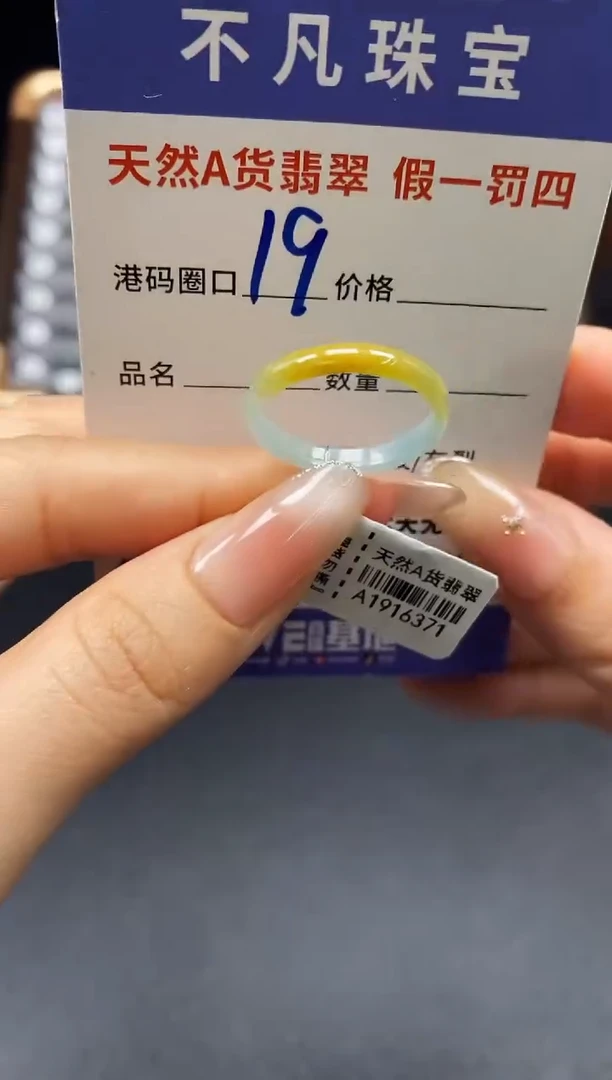 不凡珠宝
天然A货翡翠 假一罚四
港码圈口 19 价格
品名 数量
天然A货翡翠
A1916371